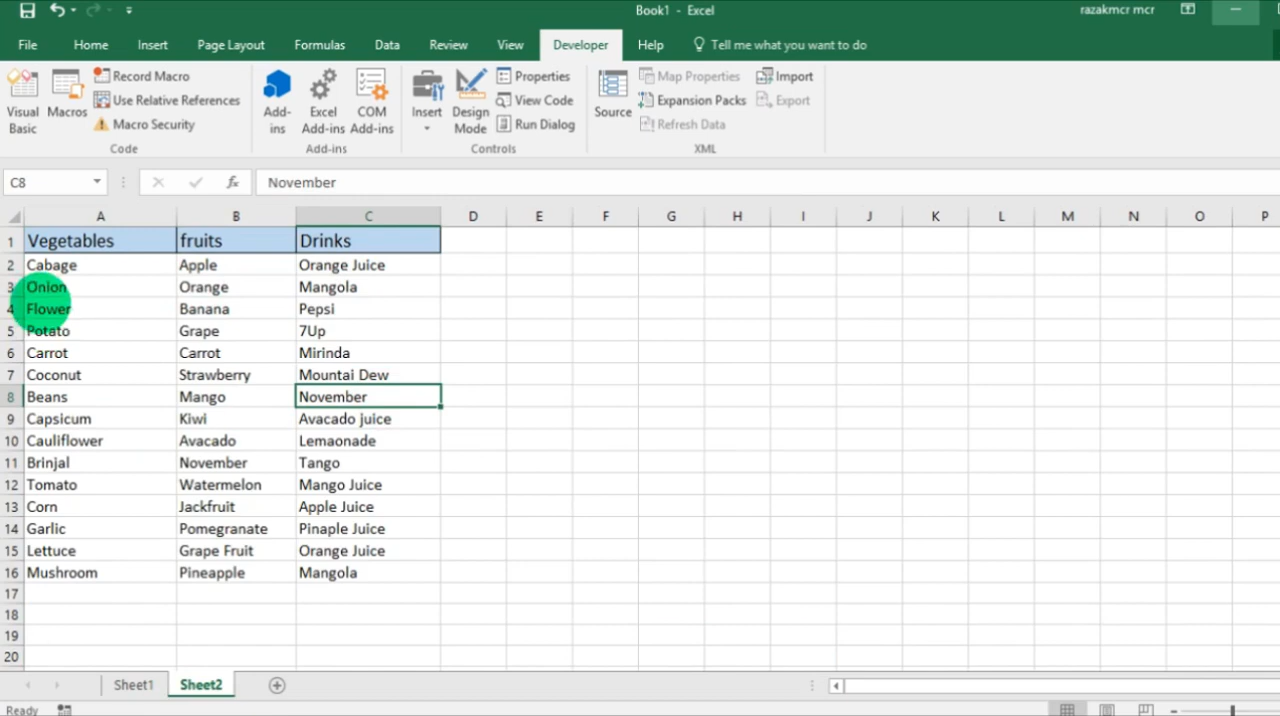 Book1 - Excel
razakmcr mcr
File Home Insert Page Layout Formulas Data Review View Developer Help Tell me what you want to do
Visual Basic
Macros
Record Macro
Use Relative References
Macro Security
Code
Add-ins
Excel Add-ins
COM Add-ins
Add-ins
Insert
Design Mode
Properties
View Code
Run Dialog
Controls
Source
Map Properties
Expansion Packs
Refresh Data
Import
Export
XML
C8 fx November
A B C D E F G H I J K L M N O P
1 Vegetables fruits Drinks
2 Cabage Apple Orange Juice
3 Onion Orange Mangola
4 Flower Banana Pepsi
5 Potato Grape 7Up
6 Carrot Carrot Mirinda
7 Coconut Strawberry Mountai Dew
8 Beans Mango November
9 Capsicum Kiwi Avacado juice
10 Cauliflower Avacado Lemaonade
11 Brinjal November Tango
12 Tomato Watermelon Mango Juice
13 Corn Jackfruit Apple Juice
14 Garlic Pomegranate Pinaple Juice
15 Lettuce Grape Fruit Orange Juice
16 Mushroom Pineapple Mangola
17
18
19
20
Sheet1 Sheet2
Ready